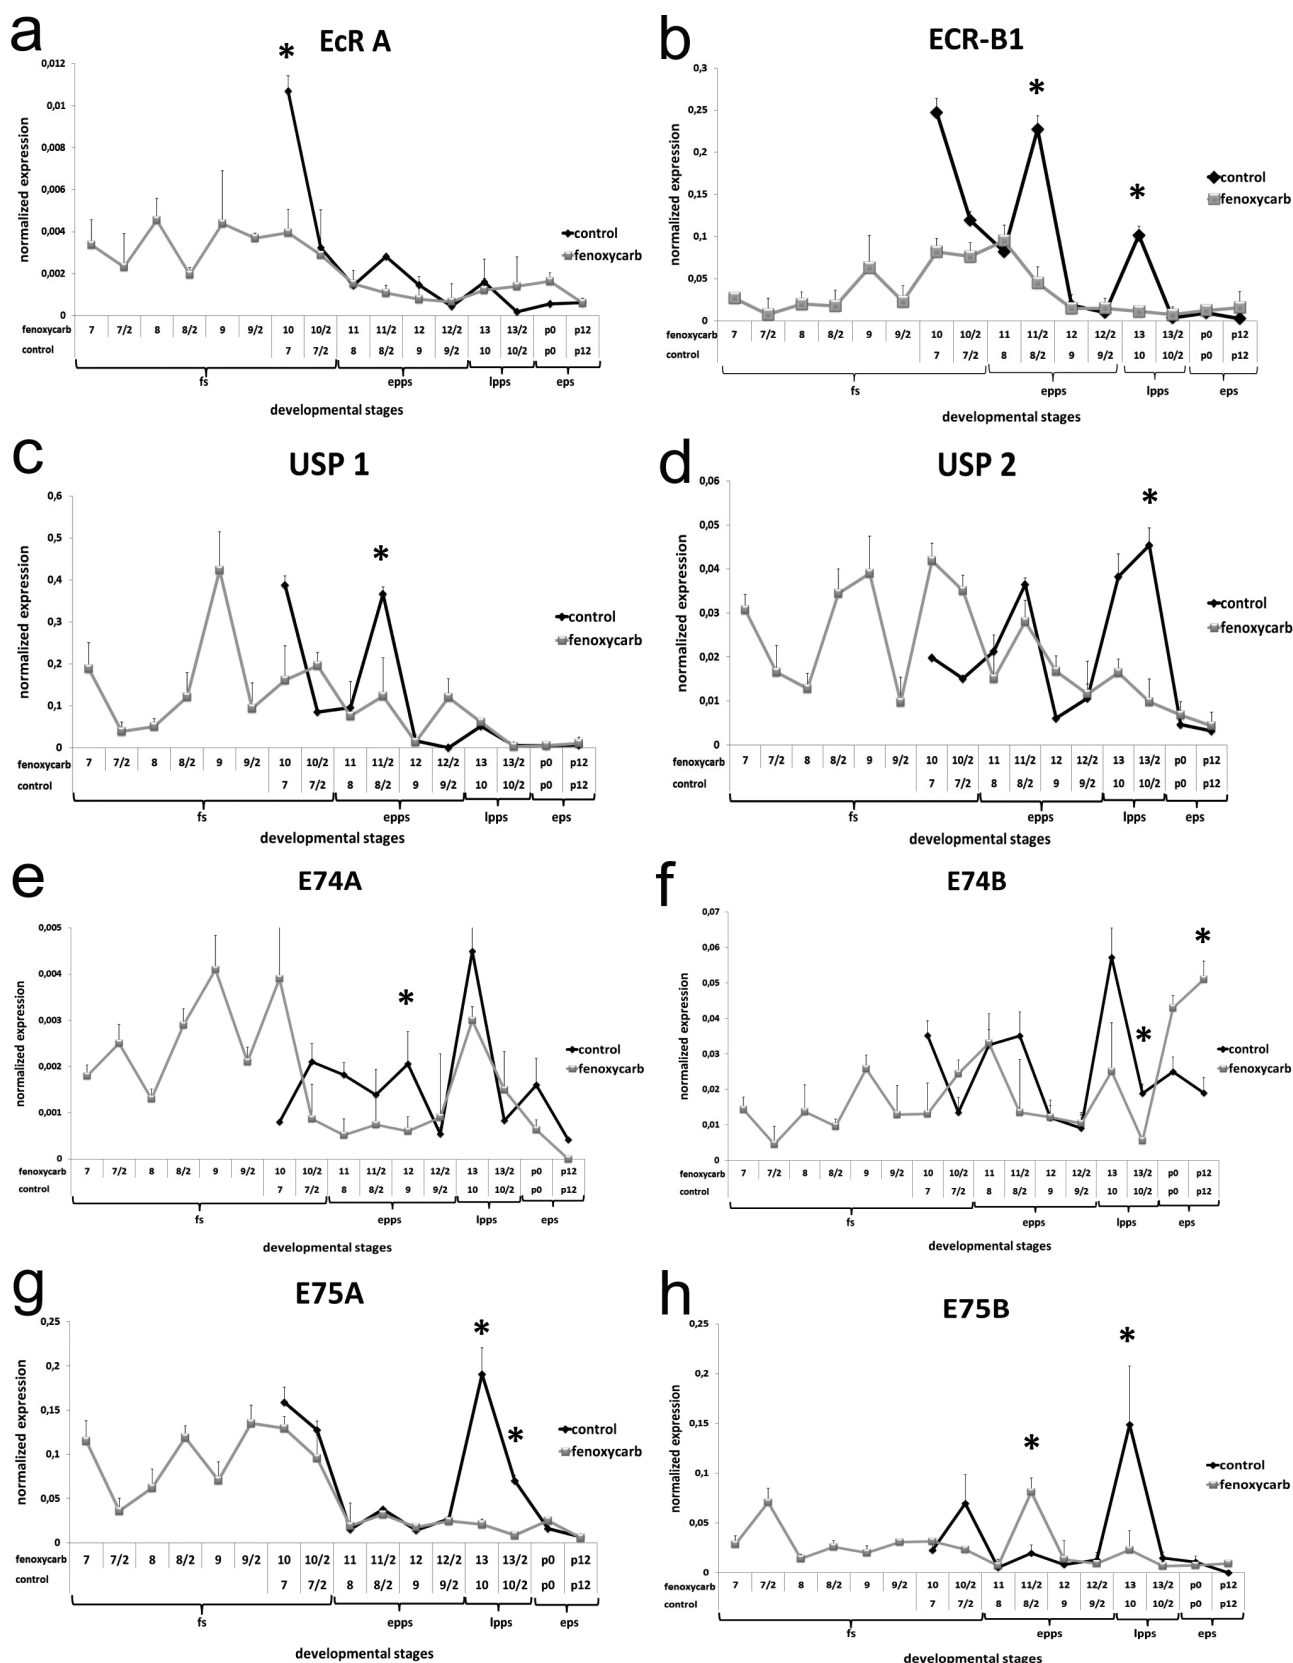 a
EcR A
*
normalized expression
0,012
0,01
0,008
0,006
0,004
0,002
0
control
fenoxycarb
fenoxycarb 7 7/2 8 8/2 9 9/2 10 10/2 11 11/2 12 12/2 13 13/2 p0 p12
control 7 7/2 8 8/2 9 9/2 10 10/2 p0 p12
fs epps lpps eps
developmental stages
b
ECR-B1
* *
normalized expression
0,3
0,25
0,2
0,15
0,1
0,05
0
control
fenoxycarb
fenoxycarb 7 7/2 8 8/2 9 9/2 10 10/2 11 11/2 12 12/2 13 13/2 p0 p12
control 7 7/2 8 8/2 9 9/2 10 10/2 p0 p12
fs epps lpps eps
developmental stages
c
USP 1
*
normalized expression
0,6
0,5
0,4
0,3
0,2
0,1
0
control
fenoxycarb
fenoxycarb 7 7/2 8 8/2 9 9/2 10 10/2 11 11/2 12 12/2 13 13/2 p0 p12
control 7 7/2 8 8/2 9 9/2 10 10/2 p0 p12
fs epps lpps eps
developmental stages
d
USP 2
*
normalized expression
0,06
0,05
0,04
0,03
0,02
0,01
0
control
fenoxycarb
fenoxycarb 7 7/2 8 8/2 9 9/2 10 10/2 11 11/2 12 12/2 13 13/2 p0 p12
control 7 7/2 8 8/2 9 9/2 10 10/2 p0 p12
fs epps lpps eps
developmental stages
e
E74A
*
normalized expression
0,005
0,004
0,003
0,002
0,001
0
control
fenoxycarb
fenoxycarb 7 7/2 8 8/2 9 9/2 10 10/2 11 11/2 12 12/2 13 13/2 p0 p12
control 7 7/2 8 8/2 9 9/2 10 10/2 p0 p12
fs epps lpps eps
developmental stages
f
E74B
* *
normalized expression
0,07
0,06
0,05
0,04
0,03
0,02
0,01
0
control
fenoxycarb
fenoxycarb 7 7/2 8 8/2 9 9/2 10 10/2 11 11/2 12 12/2 13 13/2 p0 p12
control 7 7/2 8 8/2 9 9/2 10 10/2 p0 p12
fs epps lpps eps
developmental stages
g
E75A
* *
normalized expression
0,25
0,2
0,15
0,1
0,05
0
control
fenoxycarb
fenoxycarb 7 7/2 8 8/2 9 9/2 10 10/2 11 11/2 12 12/2 13 13/2 p0 p12
control 7 7/2 8 8/2 9 9/2 10 10/2 p0 p12
fs epps lpps eps
developmental stages
h
E75B
* *
normalized expression
0,25
0,2
0,15
0,1
0,05
0
control
fenoxycarb
fenoxycarb 7 7/2 8 8/2 9 9/2 10 10/2 11 11/2 12 12/2 13 13/2 p0 p12
control 7 7/2 8 8/2 9 9/2 10 10/2 p0 p12
fs epps lpps eps
developmental stages